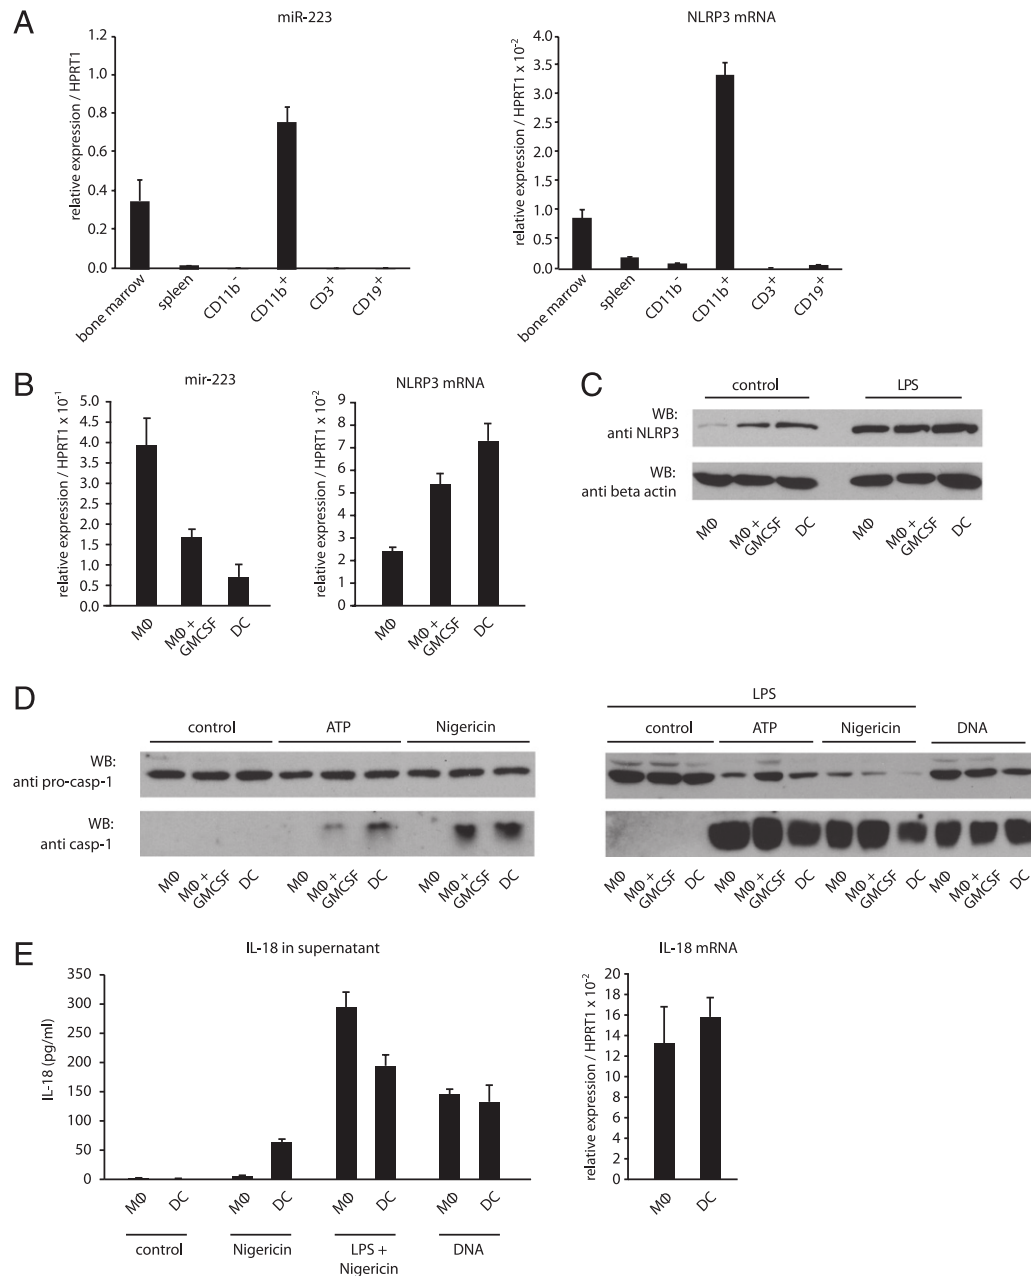 A
miR-223
relative expression / HPRT1
1.2
1.0
0.8
0.6
0.4
0.2
0.0
bone marrow
spleen
CD11b-
CD11b+
CD3+
CD19+
NLRP3 mRNA
relative expression / HPRT1 x 10-2
4.0
3.5
3.0
2.5
2.0
1.5
1.0
0.5
0.0
bone marrow
spleen
CD11b-
CD11b+
CD3+
CD19+
B
mir-223
relative expression / HPRT1 x 10-1
5.0
4.5
4.0
3.5
3.0
2.5
2.0
1.5
1.0
0.5
0.0
MΦ
MΦ +
GMCSF
DC
NLRP3 mRNA
relative expression / HPRT1 x 10-2
9
8
7
6
5
4
3
2
1
0
MΦ
MΦ +
GMCSF
DC
C
control
LPS
WB:
anti NLRP3
WB:
anti beta actin
MΦ
MΦ +
GMCSF
DC
MΦ
MΦ +
GMCSF
DC
D
control
ATP
Nigericin
WB:
anti pro-casp-1
WB:
anti casp-1
MΦ
MΦ +
GMCSF
DC
MΦ
MΦ +
GMCSF
DC
MΦ
MΦ +
GMCSF
DC
LPS
control
ATP
Nigericin
DNA
MΦ
MΦ +
GMCSF
DC
MΦ
MΦ +
GMCSF
DC
MΦ
MΦ +
GMCSF
DC
MΦ
MΦ +
GMCSF
DC
E
IL-18 in supernatant
IL-18 (pg/ml)
350
300
250
200
150
100
50
0
MΦ
DC
MΦ
DC
MΦ
DC
MΦ
DC
control
Nigericin
LPS +
Nigericin
DNA
IL-18 mRNA
relative expression / HPRT1 x 10-2
20
18
16
14
12
10
8
6
4
2
0
MΦ
DC